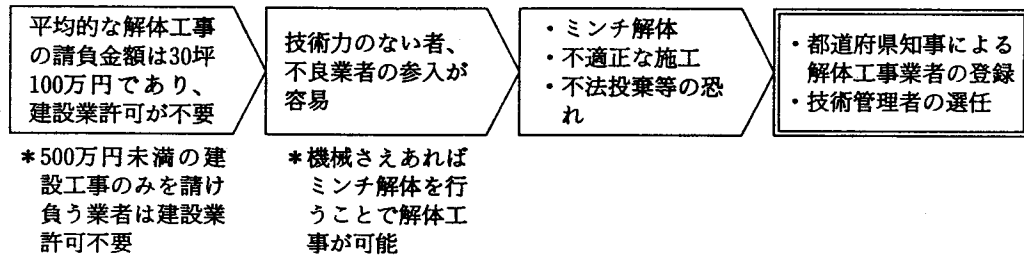 平均的な解体工事
の請負金額は30坪
100万円であり、
建設業許可が不要
*500万円未満の建
設工事のみを請け
負う業者は建設業
許可不要
技術力のない者、
不良業者の参入が
容易
*機械さえあれば
ミンチ解体を行
うことで解体工
事が可能
・ミンチ解体
・不適正な施工
・不法投棄等の恐
れ
・都道府県知事による
解体工事業者の登録
・技術管理者の選任